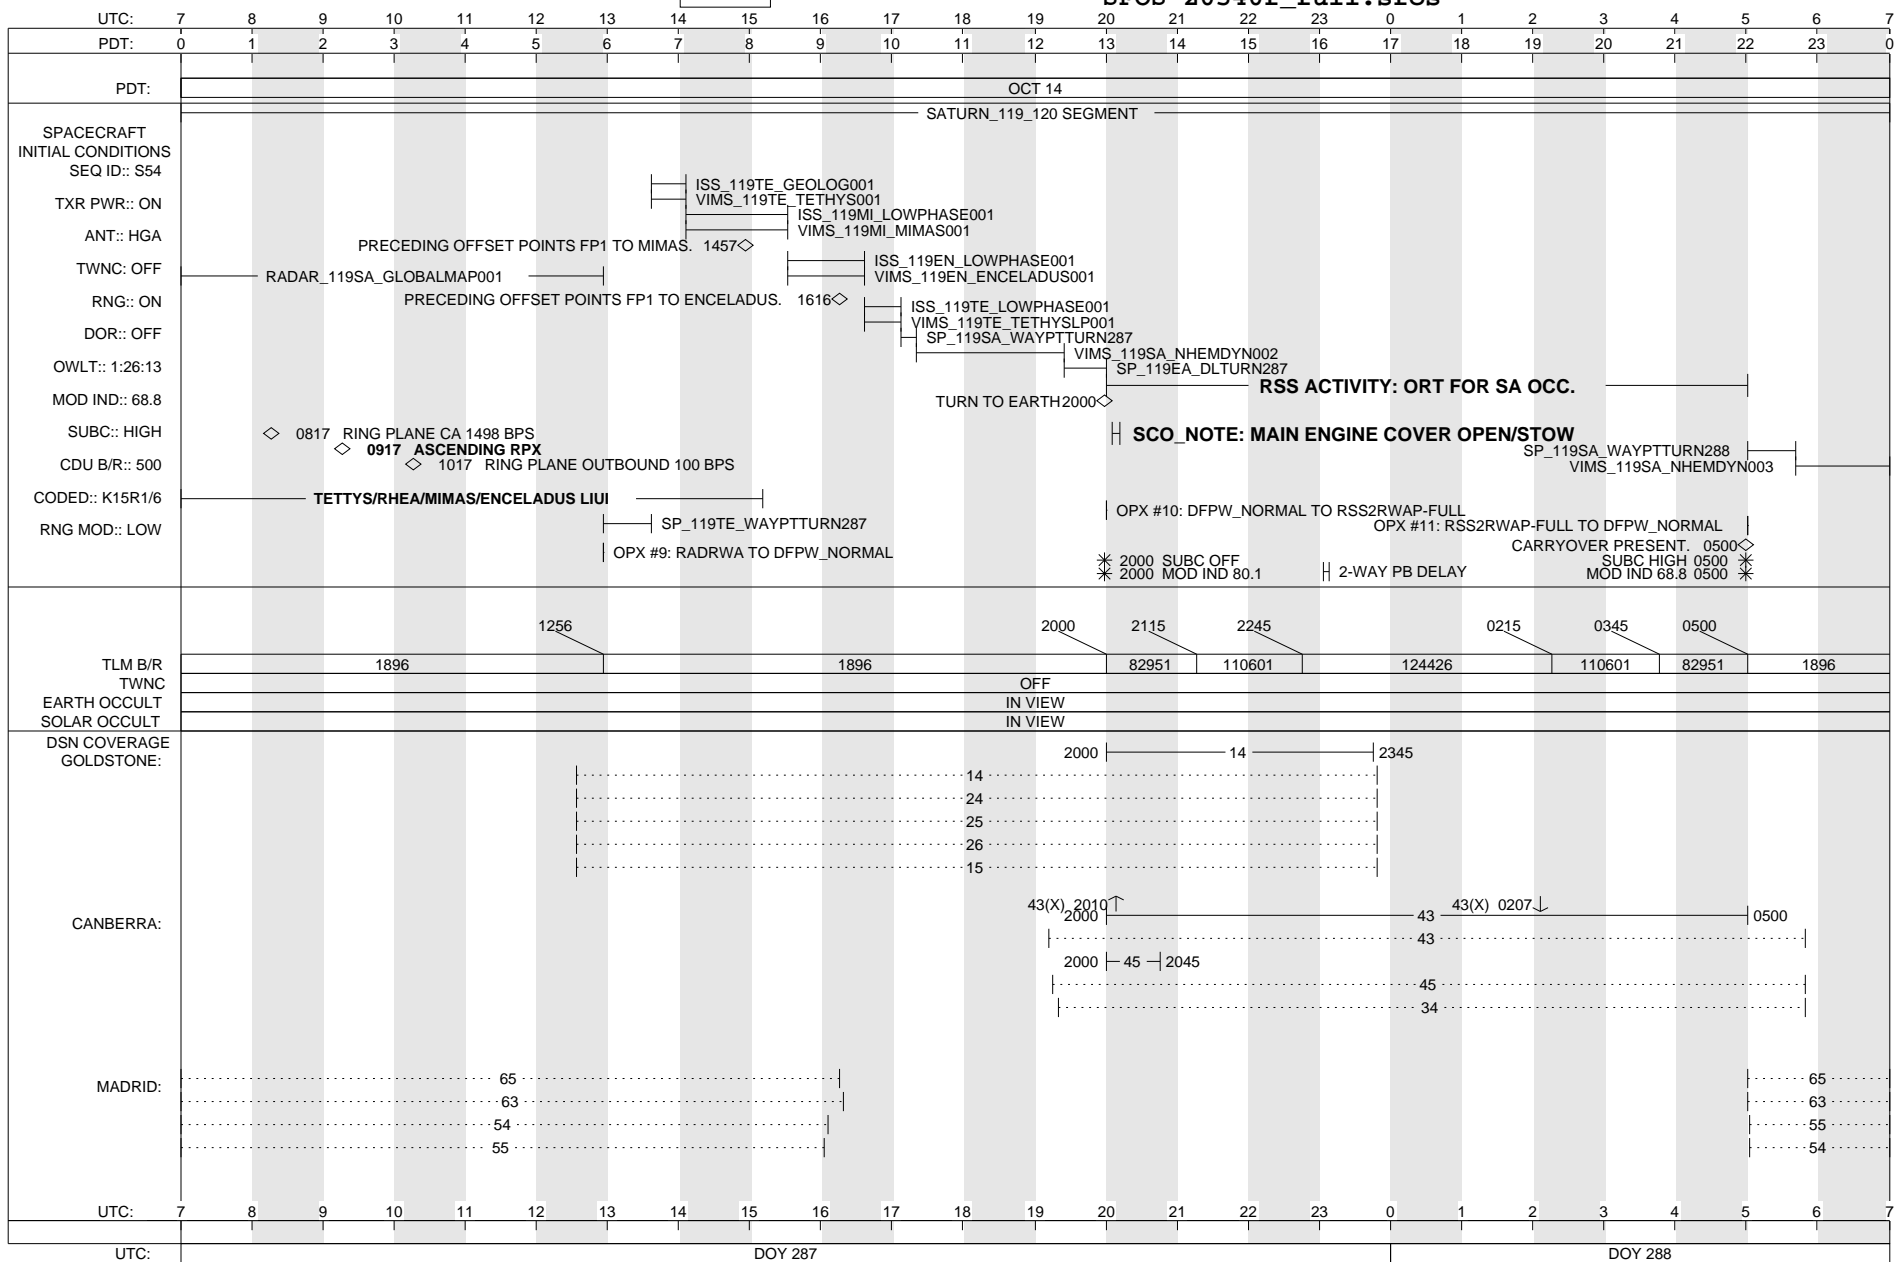 UTC: 7 8 9 10 11 12 13 14 15 16 17 18 19 20 21 22 23 0 1 2 3 4 5 6 7
PDT: 0 1 2 3 4 5 6 7 8 9 10 11 12 13 14 15 16 17 18 19 20 21 22 23 0
PDT: OCT 14
SATURN_119_120 SEGMENT
SPACECRAFT
INITIAL CONDITIONS
SEQ ID:: S54
TXR PWR:: ON
ANT:: HGA
TWNC: OFF
RNG:: ON
DOR:: OFF
OWLT:: 1:26:13
MOD IND:: 68.8
SUBC:: HIGH
CDU B/R:: 500
CODED:: K15R1/6
RNG MOD:: LOW
ISS_119TE_GEOLOG001
VIMS_119TE_TETHYS001
ISS_119MI_LOWPHASE001
VIMS_119MI_MIMAS001
PRECEDING OFFSET POINTS FP1 TO MIMAS. 1457
ISS_119EN_LOWPHASE001
RADAR_119SA_GLOBALMAP001
VIMS_119EN_ENCELADUS001
PRECEDING OFFSET POINTS FP1 TO ENCELADUS. 1616
ISS_119TE_LOWPHASE001
VIMS_119TE_TETHYSLP001
SP_119SA_WAYPTTURN287
VIMS_119SA_NHEMDYN002
SP_119EA_DLTURN287
RSS ACTIVITY: ORT FOR SA OCC.
TURN TO EARTH 2000
0817 RING PLANE CA 1498 BPS
SCO_NOTE: MAIN ENGINE COVER OPEN/STOW
0917 ASCENDING RPX
SP_119SA_WAYPTTURN288
1017 RING PLANE OUTBOUND 100 BPS
VIMS_119SA_NHEMDYN003
TETTYS/RHEA/MIMAS/ENCELADUS LIUI
OPX #10: DFPW_NORMAL TO RSS2RWAP-FULL
SP_119TE_WAYPTTURN287
OPX #11: RSS2RWAP-FULL TO DFPW_NORMAL
CARRYOVER PRESENT. 0500
OPX #9: RADRWA TO DFPW_NORMAL
2000 SUBC OFF
SUBC HIGH 0500
2000 MOD IND 80.1
2-WAY PB DELAY
MOD IND 68.8 0500
1256 2000 2115 2245 0215 0345 0500
TLM B/R 1896 1896 82951 110601 124426 110601 82951 1896
TWNC OFF
EARTH OCCULT IN VIEW
SOLAR OCCULT IN VIEW
DSN COVERAGE
GOLDSTONE:
2000 14 2345
14
24
25
26
15
CANBERRA:
43(X) 2010 43(X) 0207
2000 43 0500
43
2000 45 2045
45
34
MADRID:
65 65
63 63
54 55
55 54
UTC: 7 8 9 10 11 12 13 14 15 16 17 18 19 20 21 22 23 0 1 2 3 4 5 6 7
UTC: DOY 287 DOY 288